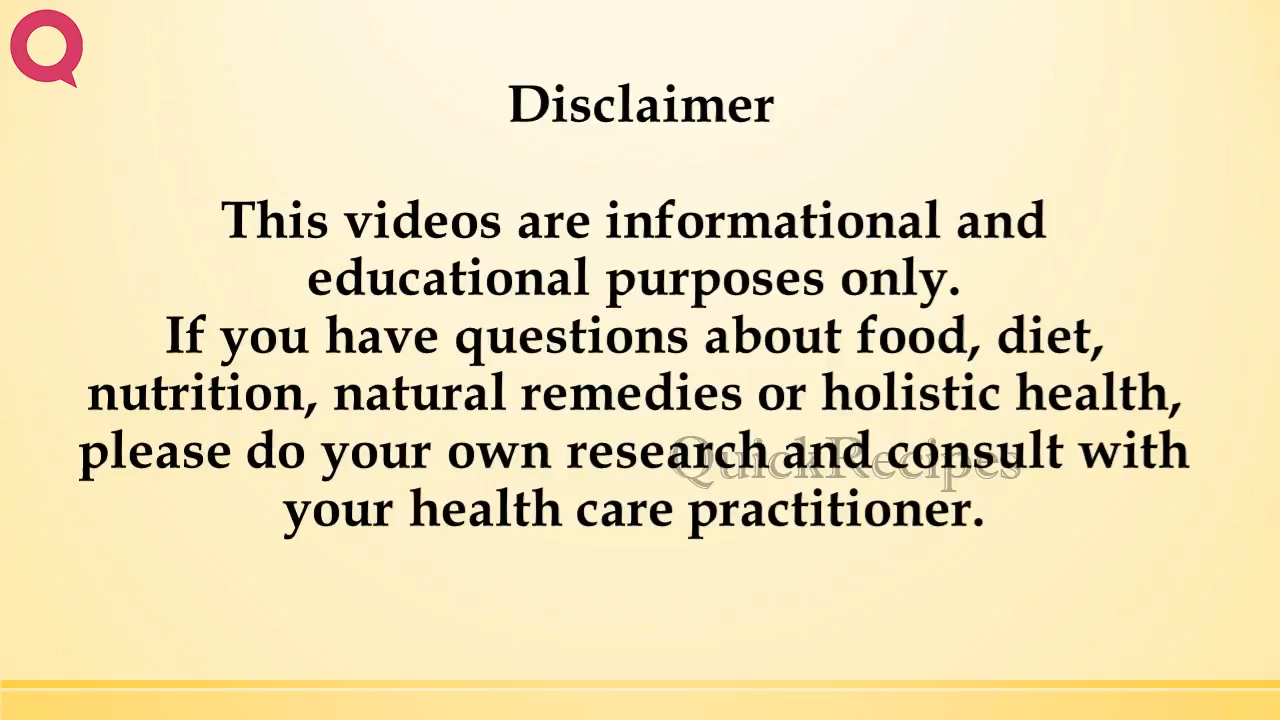 Disclaimer
This videos are informational and
educational purposes only.
If you have questions about food, diet,
nutrition, natural remedies or holistic health,
please do your own research and consult with
QuickRecipes
your health care practitioner.